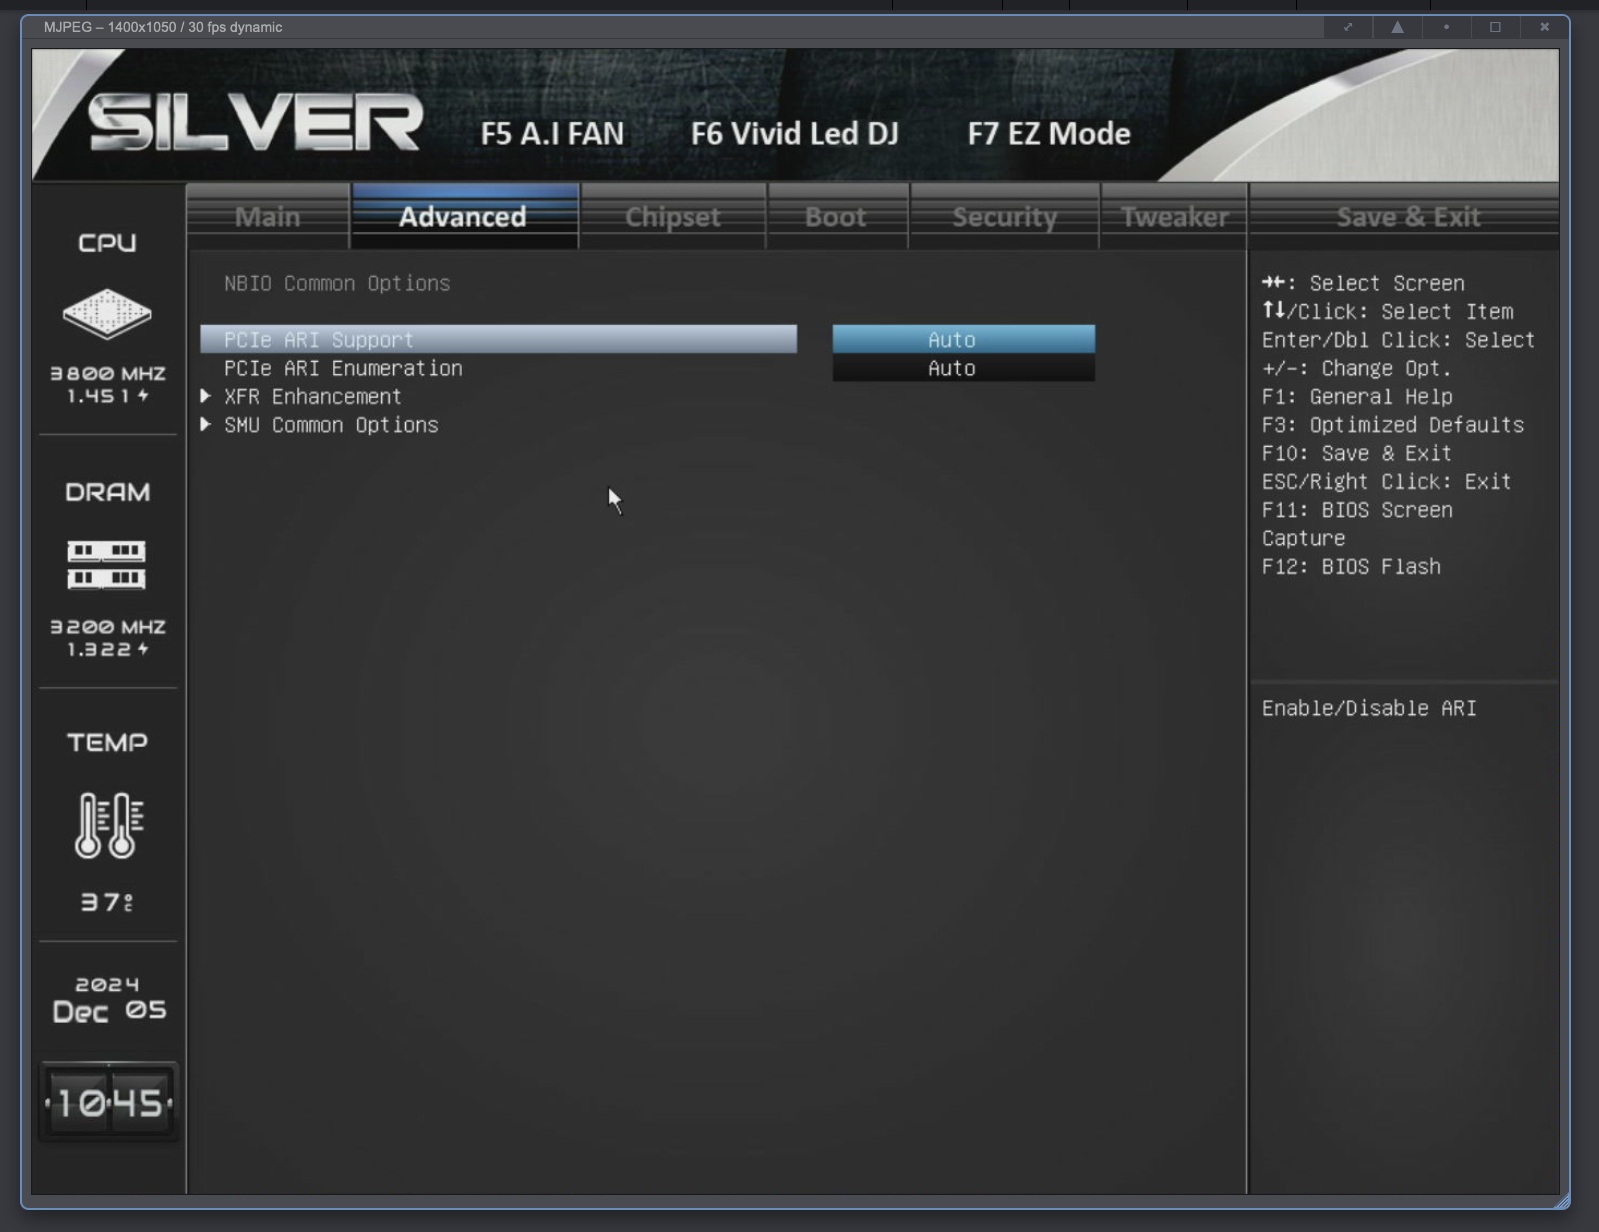 MJPEG – 1400x1050 / 30 fps dynamic
SILVER
F5 A.I FAN
F6 Vivid Led DJ
F7 EZ Mode
Main
Advanced
Chipset
Boot
Security
Tweaker
Save & Exit
CPU
3800 MHZ
1.451
DRAM
3200 MHZ
1.322
TEMP
37°C
2024
Dec 05
10:45
NBIO Common Options
PCIe ARI Support
Auto
PCIe ARI Enumeration
Auto
XFR Enhancement
SMU Common Options
→←: Select Screen
↑↓/Click: Select Item
Enter/Dbl Click: Select
+/-: Change Opt.
F1: General Help
F3: Optimized Defaults
F10: Save & Exit
ESC/Right Click: Exit
F11: BIOS Screen
Capture
F12: BIOS Flash
Enable/Disable ARI